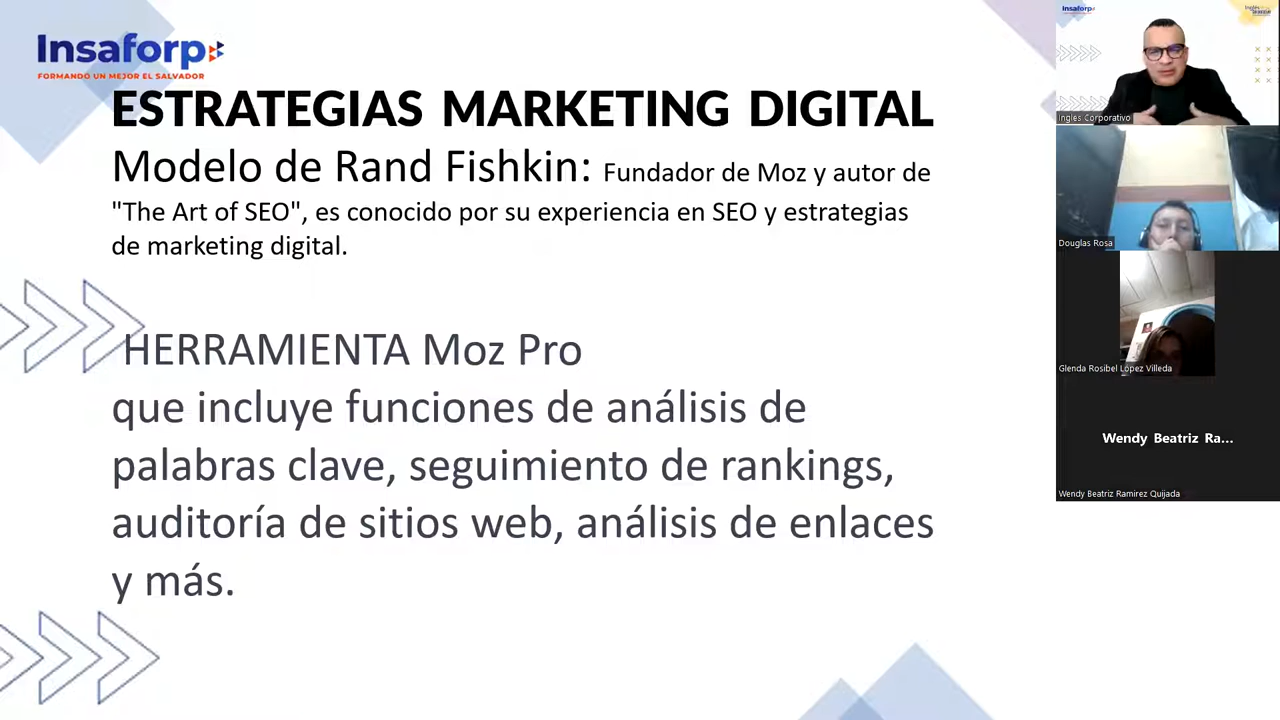 Insaforp
FORMANDO UN MEJOR EL SALVADOR
ESTRATEGIAS MARKETING DIGITAL
Modelo de Rand Fishkin: Fundador de Moz y autor de
"The Art of SEO", es conocido por su experiencia en SEO y estrategias
de marketing digital.
HERRAMIENTA Moz Pro
que incluye funciones de análisis de
palabras clave, seguimiento de rankings,
auditoría de sitios web, análisis de enlaces
y más.
Insaforp
Ingles Corporativo
Douglas Rosa
Glenda Rosibel López Villeda
Wendy Beatriz Ra...
Wendy Beatriz Ramirez Quijada